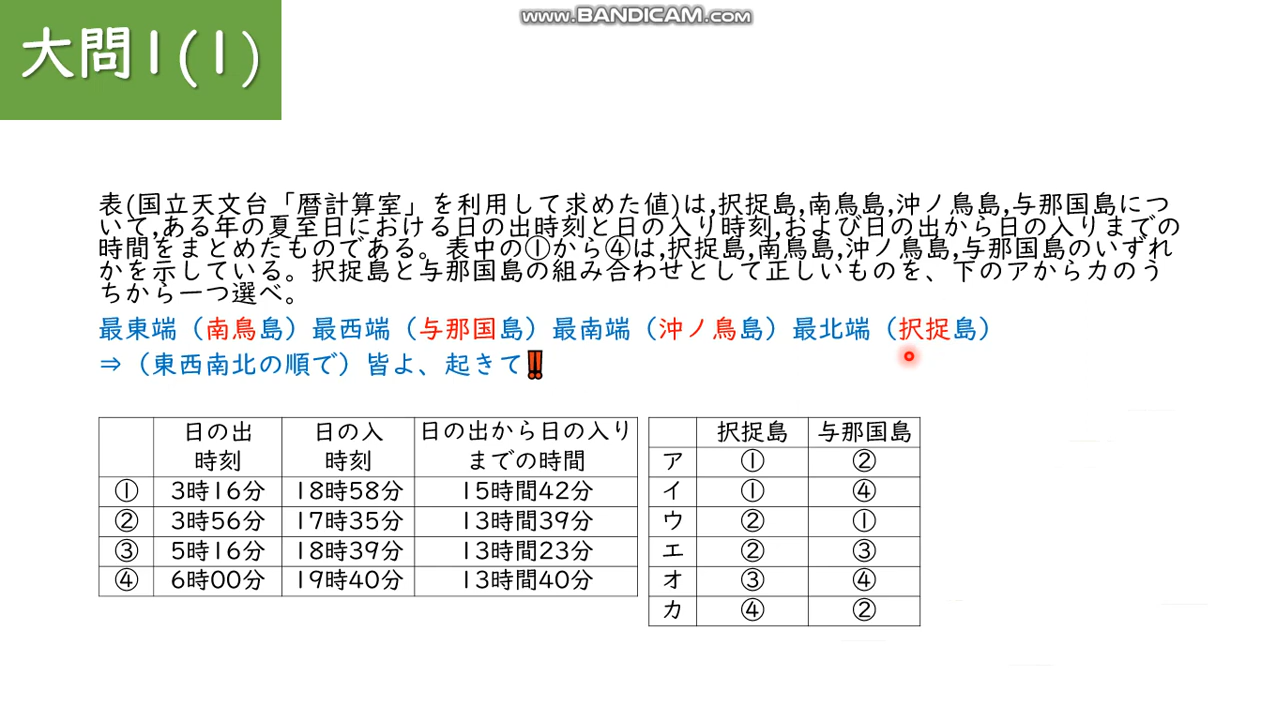 www.BANDICAM.com
大問1(1)
表(国立天文台「暦計算室」を利用して求めた値)は,択捉島,南鳥島,沖ノ鳥島,与那国島につ
いて,ある年の夏至日における日の出時刻と日の入り時刻,および日の出から日の入りまでの
時間をまとめたものである。表中の①から④は,択捉島,南鳥島,沖ノ鳥島,与那国島のいずれ
かを示している。択捉島と与那国島の組み合わせとして正しいものを、下のアからカのう
ちから一つ選べ。
最東端（南鳥島）最西端（与那国島）最南端（沖ノ鳥島）最北端（択捉島）
⇒（東西南北の順で）皆よ、起きて‼
日の出 日の入 日の出から日の入り
時刻 時刻 までの時間
① 3時16分 18時58分 15時間42分
② 3時56分 17時35分 13時間39分
③ 5時16分 18時39分 13時間23分
④ 6時00分 19時40分 13時間40分
択捉島 与那国島
ア ① ②
イ ① ④
ウ ② ①
エ ② ③
オ ③ ④
カ ④ ②